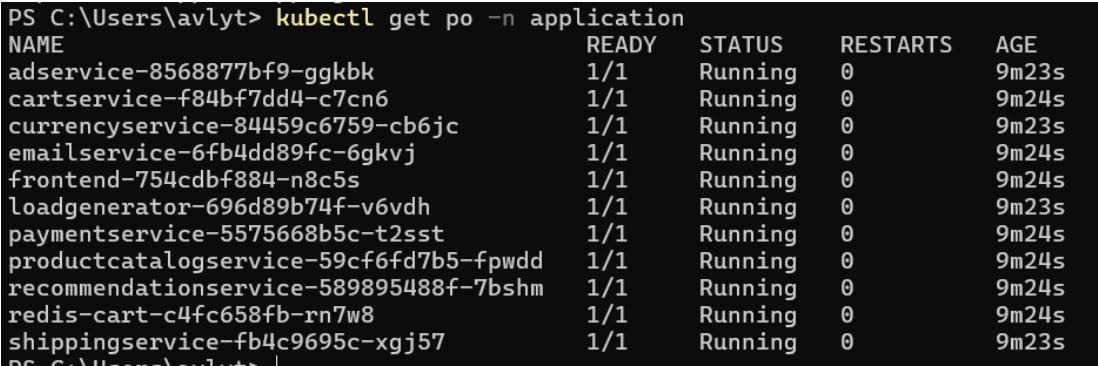 PS C:\Users\avlyt> kubectl get po -n application
NAME READY STATUS RESTARTS AGE
adservice-8568877bf9-ggkbk 1/1 Running 0 9m23s
cartservice-f84bf7dd4-c7cn6 1/1 Running 0 9m24s
currencyservice-84459c6759-cb6jc 1/1 Running 0 9m23s
emailservice-6fb4dd89fc-6gkvj 1/1 Running 0 9m24s
frontend-754cdbf884-n8c5s 1/1 Running 0 9m24s
loadgenerator-696d89b74f-v6vdh 1/1 Running 0 9m23s
paymentservice-5575668b5c-t2sst 1/1 Running 0 9m24s
productcatalogservice-59cf6fd7b5-fpwdd 1/1 Running 0 9m24s
recommendationservice-589895488f-7bshm 1/1 Running 0 9m24s
redis-cart-c4fc658fb-rn7w8 1/1 Running 0 9m24s
shippingservice-fb4c9695c-xgj57 1/1 Running 0 9m23s
PS C:\Users\avlyt>